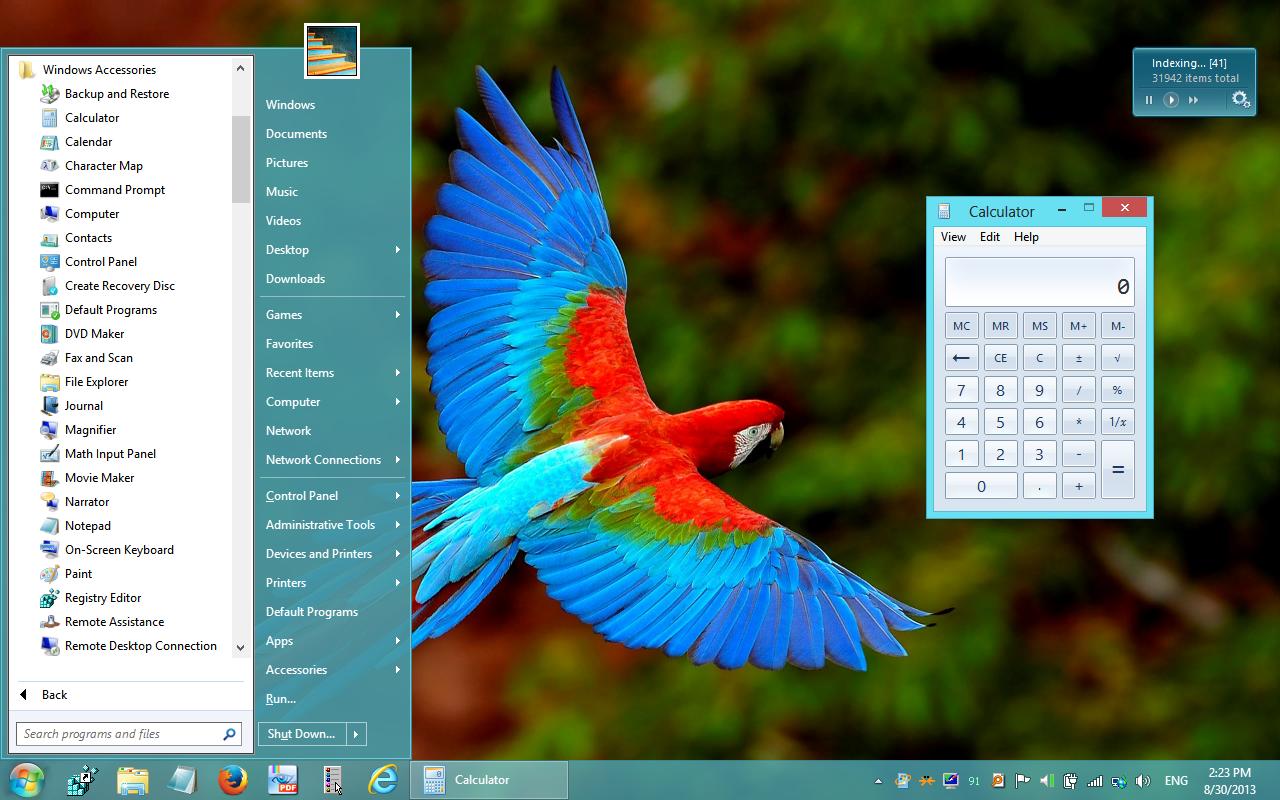 Windows Accessories
Backup and Restore
Calculator
Calendar
Character Map
Command Prompt
Computer
Contacts
Control Panel
Create Recovery Disc
Default Programs
DVD Maker
Fax and Scan
File Explorer
Journal
Magnifier
Math Input Panel
Movie Maker
Narrator
Notepad
On-Screen Keyboard
Paint
Registry Editor
Remote Assistance
Remote Desktop Connection
Back
Search programs and files
Windows
Documents
Pictures
Music
Videos
Desktop
Downloads
Games
Favorites
Recent Items
Computer
Network
Network Connections
Control Panel
Administrative Tools
Devices and Printers
Printers
Default Programs
Apps
Accessories
Run...
Shut Down...
Indexing... [41]
31942 items total
Calculator
View Edit Help
0
MC MR MS M+ M-
← CE C ± √
7 8 9 / %
4 5 6 * 1/x
1 2 3 - =
0 . +
PDF
Calculator
91
ENG
2:23 PM
8/30/2013